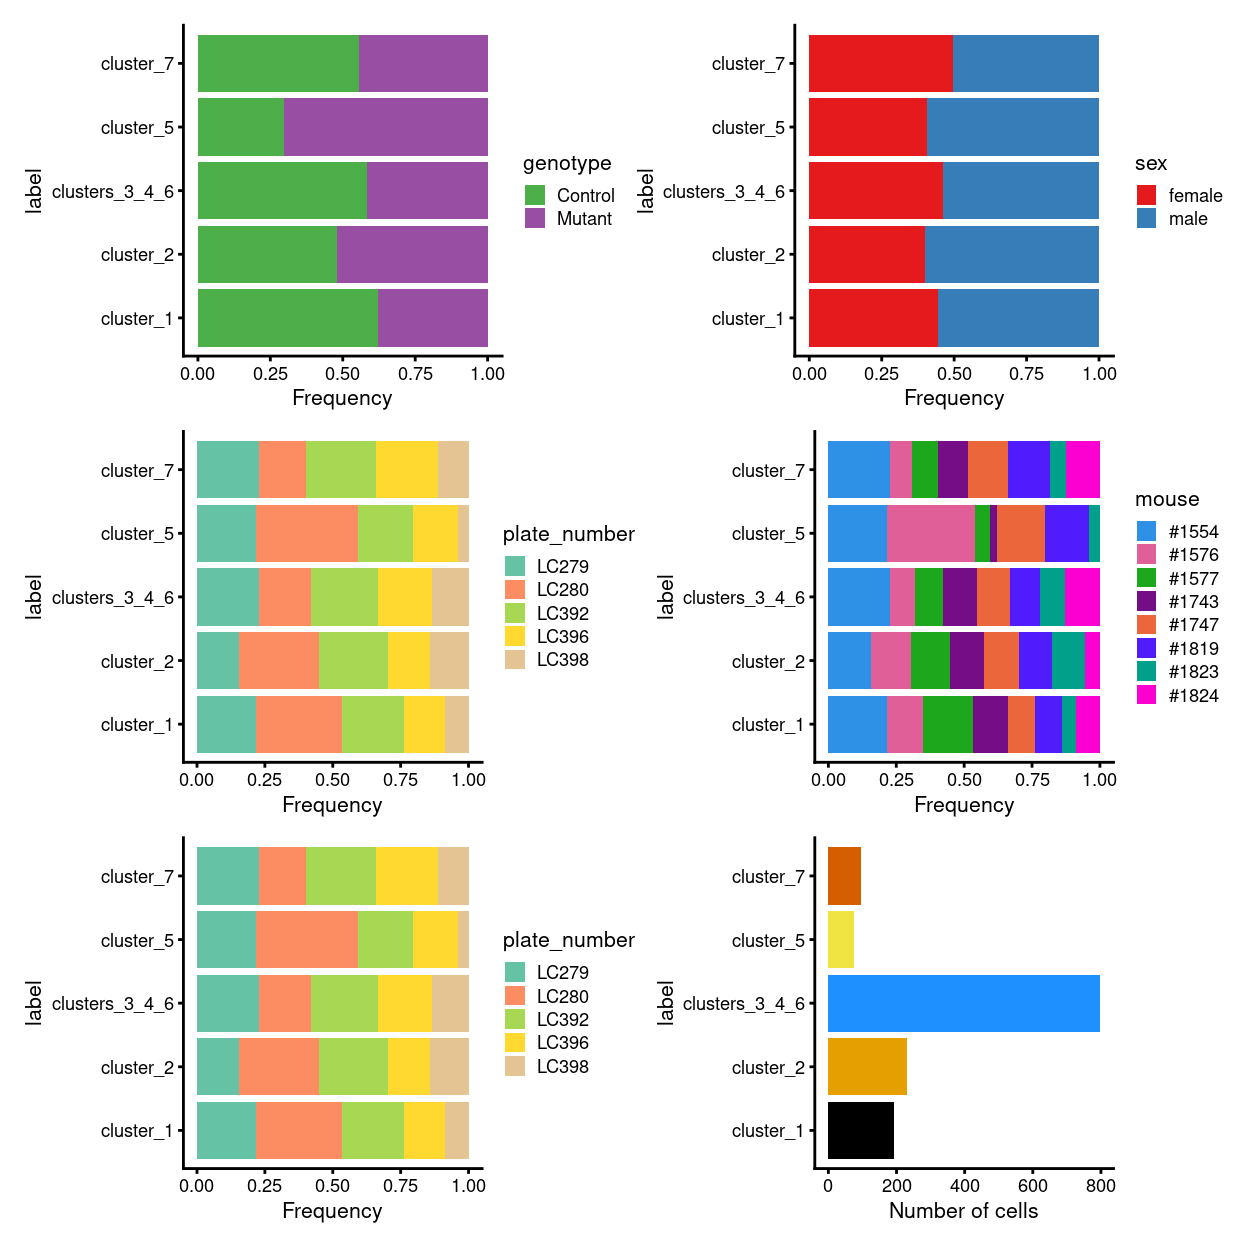 cluster_7
cluster_5
clusters_3_4_6
cluster_2
cluster_1
label
0.00 0.25 0.50 0.75 1.00
Frequency
genotype
Control
Mutant
cluster_7
cluster_5
clusters_3_4_6
cluster_2
cluster_1
label
0.00 0.25 0.50 0.75 1.00
Frequency
sex
female
male
cluster_7
cluster_5
clusters_3_4_6
cluster_2
cluster_1
label
0.00 0.25 0.50 0.75 1.00
Frequency
plate_number
LC279
LC280
LC392
LC396
LC398
cluster_7
cluster_5
clusters_3_4_6
cluster_2
cluster_1
label
0.00 0.25 0.50 0.75 1.00
Frequency
mouse
#1554
#1576
#1577
#1743
#1747
#1819
#1823
#1824
cluster_7
cluster_5
clusters_3_4_6
cluster_2
cluster_1
label
0.00 0.25 0.50 0.75 1.00
Frequency
plate_number
LC279
LC280
LC392
LC396
LC398
cluster_7
cluster_5
clusters_3_4_6
cluster_2
cluster_1
label
0 200 400 600 800
Number of cells